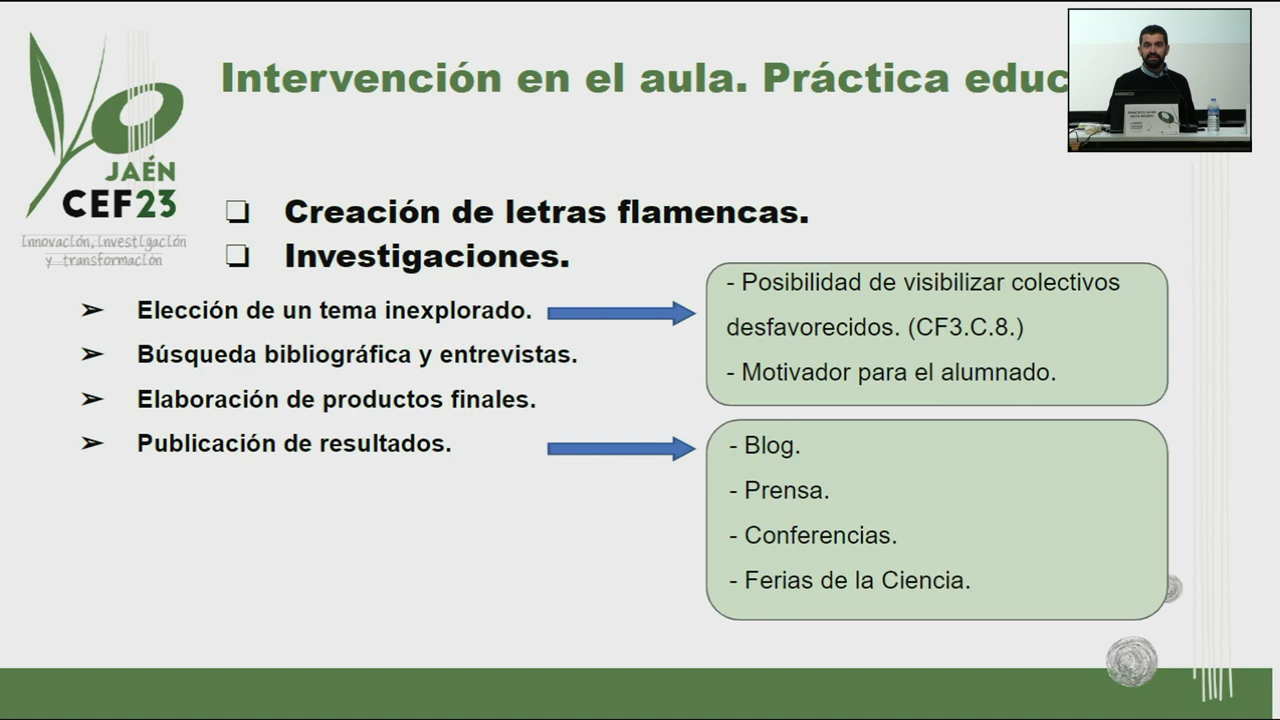 Intervención en el aula. Práctica educ
JAÉN
CEF23
Innovación, investigación
y transformación
❏ Creación de letras flamencas.
❏ Investigaciones.
➢ Elección de un tema inexplorado.
➢ Búsqueda bibliográfica y entrevistas.
➢ Elaboración de productos finales.
➢ Publicación de resultados.
- Posibilidad de visibilizar colectivos
desfavorecidos. (CF3.C.8.)
- Motivador para el alumnado.
- Blog.
- Prensa.
- Conferencias.
- Ferias de la Ciencia.